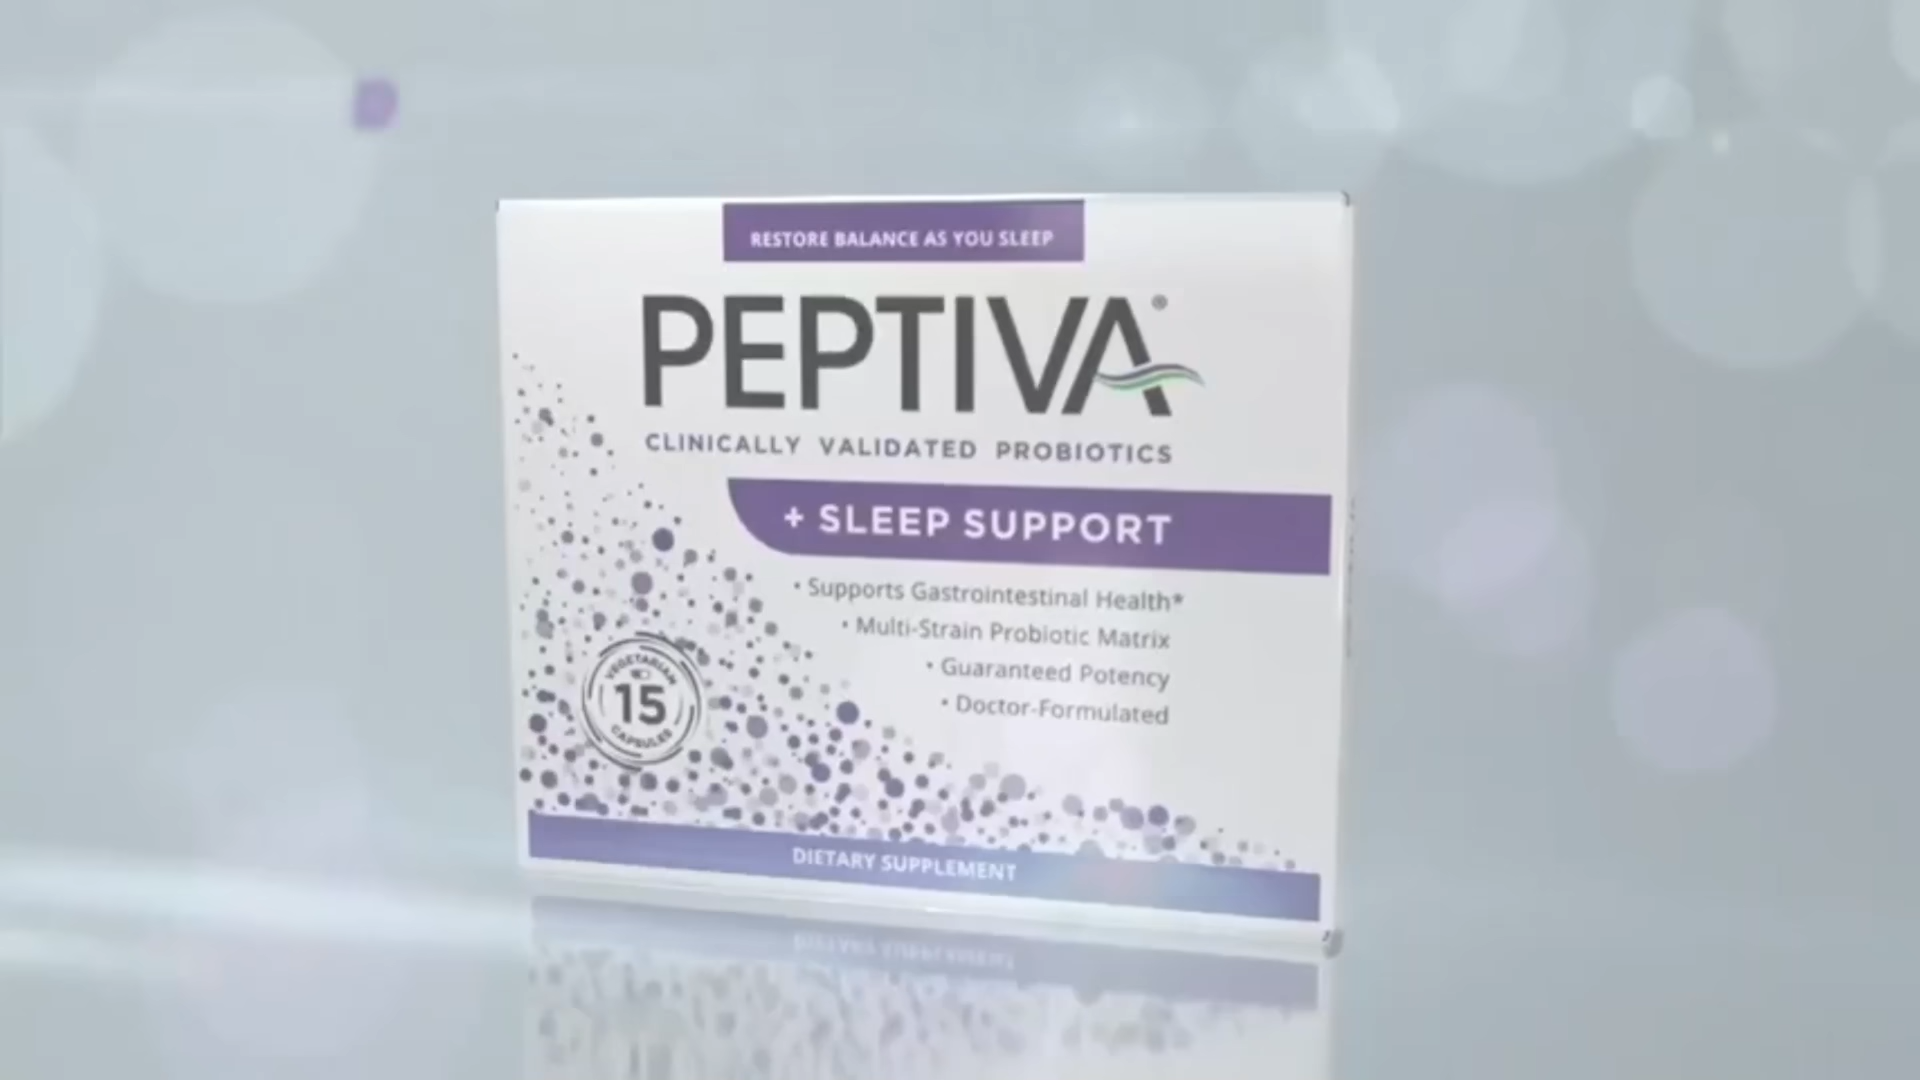 RESTORE BALANCE AS YOU SLEEP
PEPTIVA®
CLINICALLY VALIDATED PROBIOTICS
+ SLEEP SUPPORT
• Supports Gastrointestinal Health*
• Multi-Strain Probiotic Matrix
• Guaranteed Potency
• Doctor-Formulated
VEGETARIAN
15
CAPSULES
DIETARY SUPPLEMENT